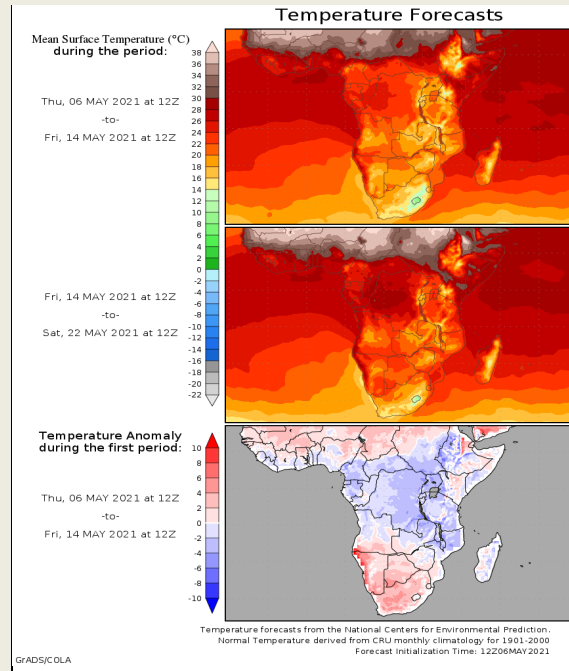 Temperature Forecasts
Mean Surface Temperature (°C)
during the period:
Thu, 06 MAY 2021 at 12Z
-to-
Fri, 14 MAY 2021 at 12Z
38
36
34
32
30
28
26
24
22
20
18
16
14
12
10
8
6
4
2
0
-2
-4
-6
-8
-10
-12
-14
-16
-18
-20
-22
Fri, 14 MAY 2021 at 12Z
-to-
Sat, 22 MAY 2021 at 12Z
Temperature Anomaly
during the first period:
Thu, 06 MAY 2021 at 12Z
-to-
Fri, 14 MAY 2021 at 12Z
10
8
6
4
2
0
-2
-4
-6
-8
-10
Temperature forecasts from the National Centers for Environmental Prediction.
Normal Temperature derived from CRU monthly climatology for 1901-2000
Forecast Initialization Time: 12Z06MAY2021
GrADS/COLA